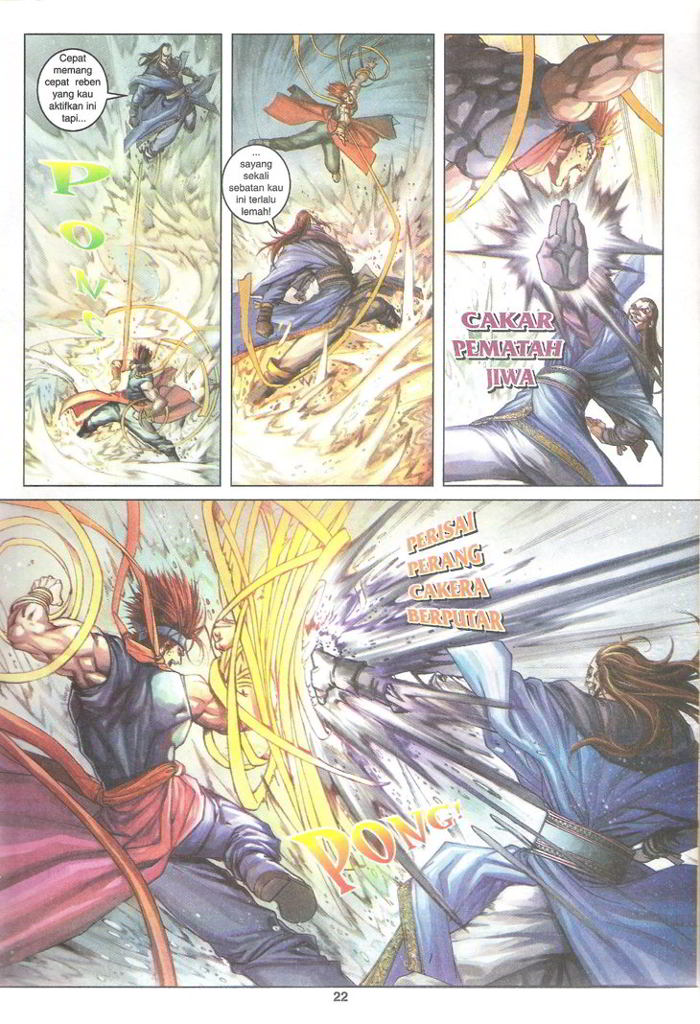 Cepat
memang
cepat reben
yang kau
aktifkan ini
tapi...
PONG
...
sayang
sekali
sebatan kau
ini terlalu
lemah!
CAKAR
PEMATAH
JIWA
PERISAI
PERANG
CAKERA
BERPUTAR
PONG!
22